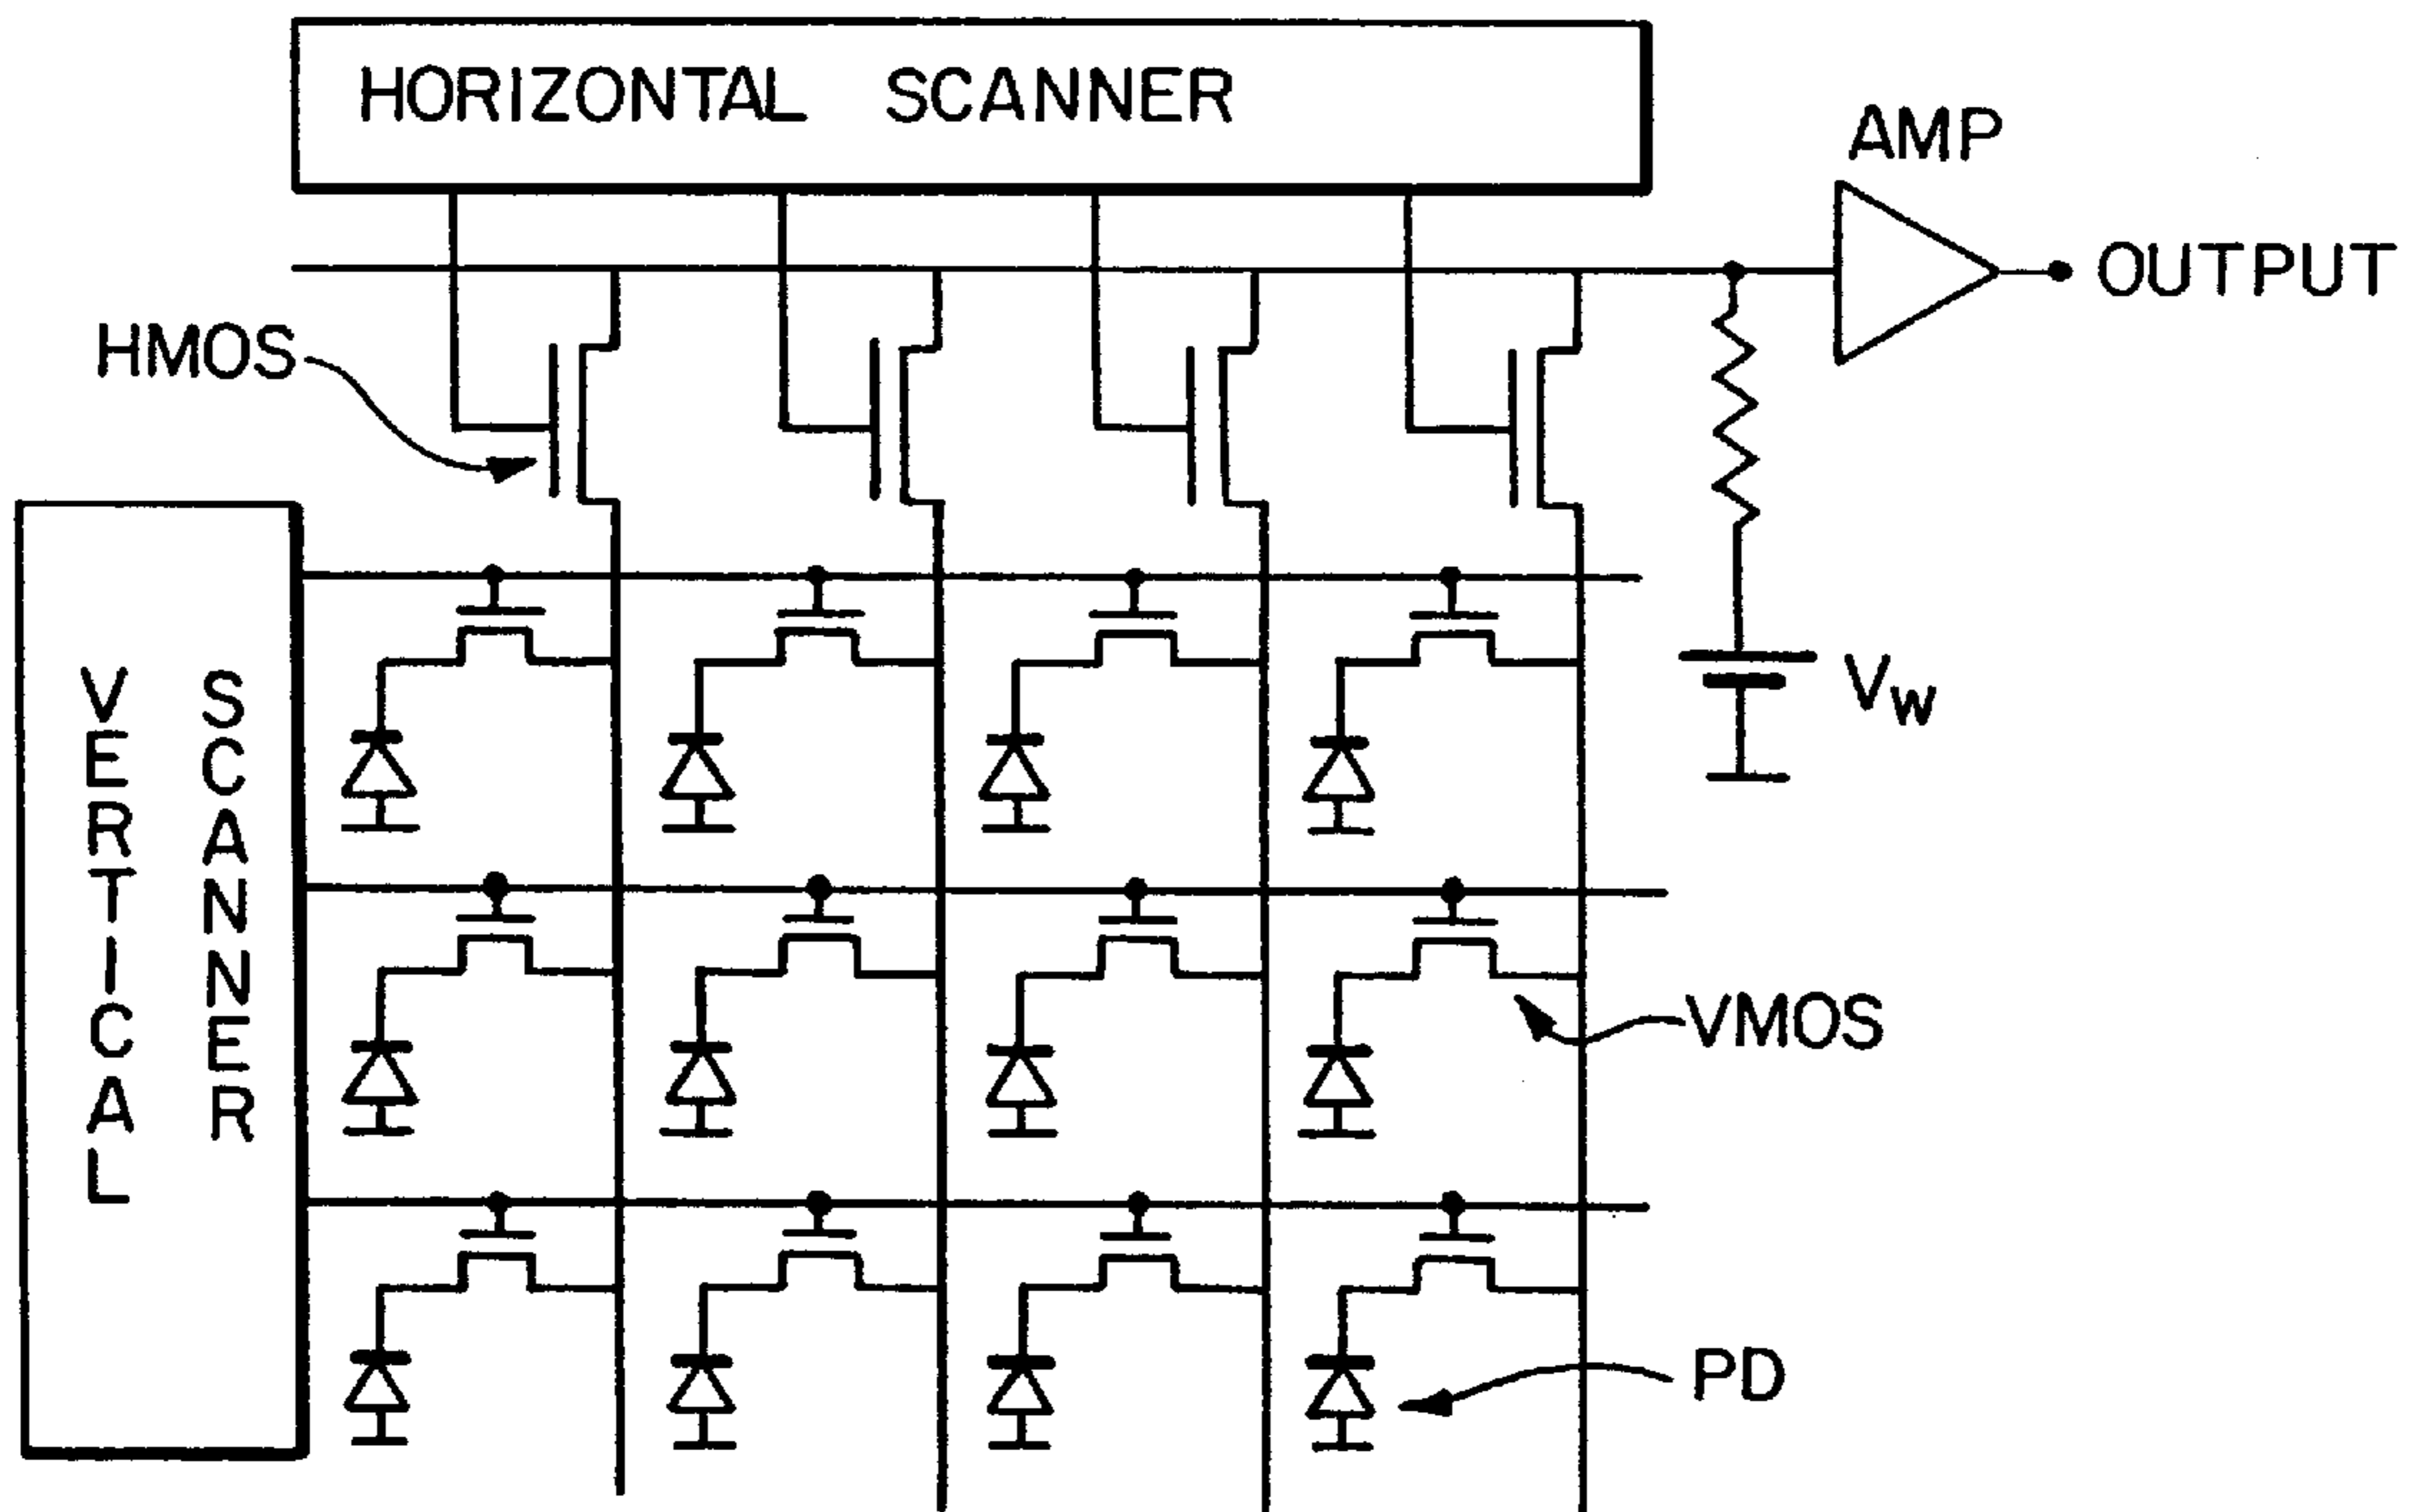 HORIZONTAL SCANNER
AMP
OUTPUT
HMOS
VERTICAL
SCANNER
VW
VMOS
PD